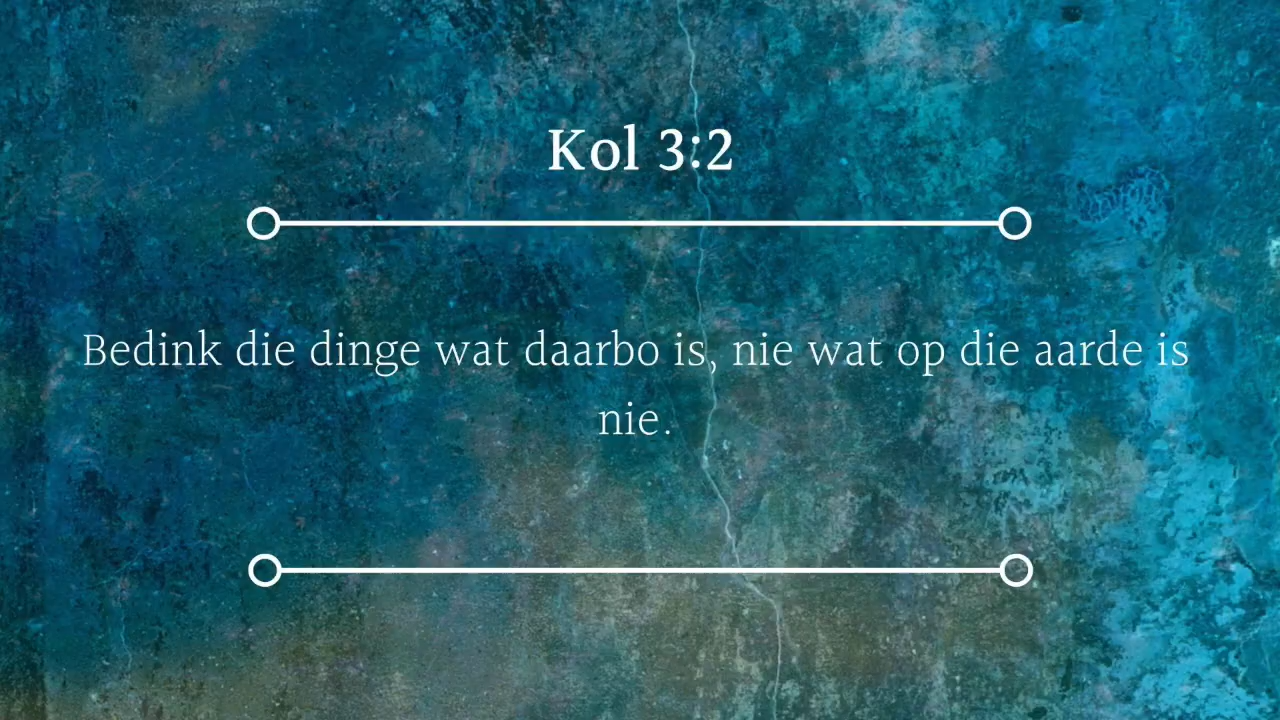 Kol 3:2
Bedink die dinge wat daarbo is, nie wat op die aarde is
nie.